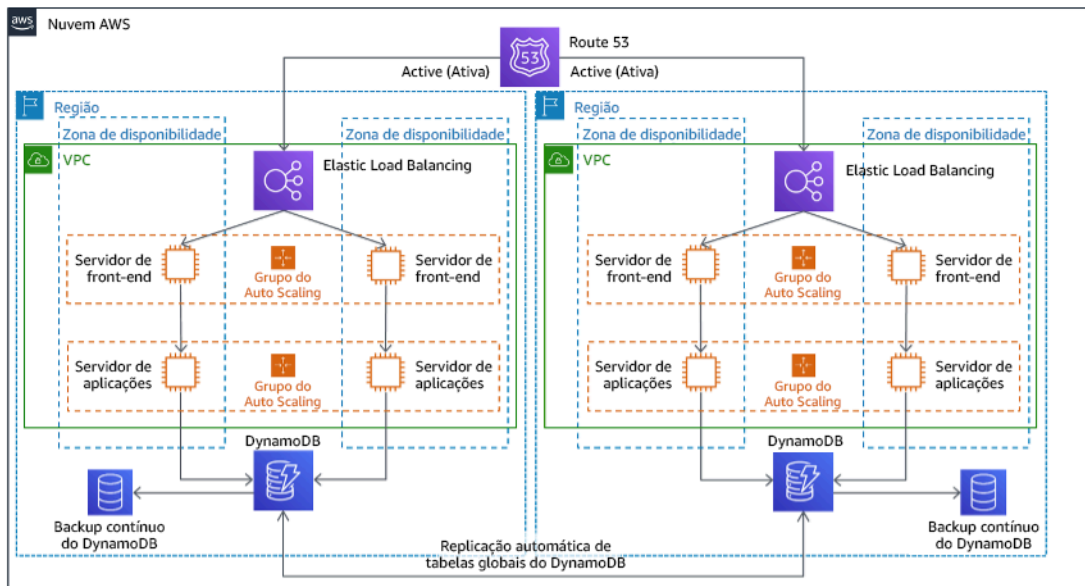 aws
Nuvem AWS
Route 53
53
Active (Ativa)
Active (Ativa)
Região
Região
Zona de disponibilidade
Zona de disponibilidade
Zona de disponibilidade
Zona de disponibilidade
VPC
Elastic Load Balancing
VPC
Elastic Load Balancing
Servidor de
front-end
Grupo do
Auto Scaling
Servidor de
front-end
Servidor de
front-end
Grupo do
Auto Scaling
Servidor de
front-end
Servidor de
aplicações
Grupo do
Auto Scaling
Servidor de
aplicações
Servidor de
aplicações
Grupo do
Auto Scaling
Servidor de
aplicações
DynamoDB
DynamoDB
Backup contínuo
do DynamoDB
Backup contínuo
do DynamoDB
Replicação automática de
tabelas globais do DynamoDB